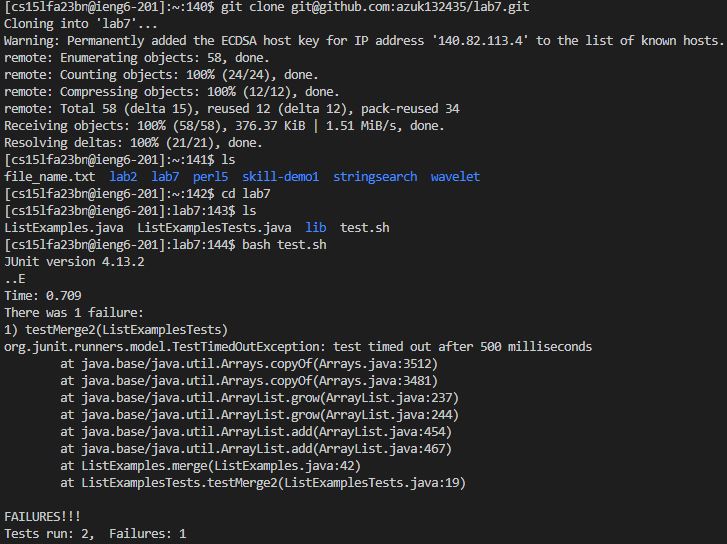 [cs15lfa23bn@ieng6-201]:~:140$ git clone git@github.com:azuk132435/lab7.git
Cloning into 'lab7'...
Warning: Permanently added the ECDSA host key for IP address '140.82.113.4' to the list of known hosts.
remote: Enumerating objects: 58, done.
remote: Counting objects: 100% (24/24), done.
remote: Compressing objects: 100% (12/12), done.
remote: Total 58 (delta 15), reused 12 (delta 12), pack-reused 34
Receiving objects: 100% (58/58), 376.37 KiB | 1.51 MiB/s, done.
Resolving deltas: 100% (21/21), done.
[cs15lfa23bn@ieng6-201]:~:141$ ls
file_name.txt  lab2  lab7  perl5  skill-demo1  stringsearch  wavelet
[cs15lfa23bn@ieng6-201]:~:142$ cd lab7
[cs15lfa23bn@ieng6-201]:lab7:143$ ls
ListExamples.java  ListExamplesTests.java  lib  test.sh
[cs15lfa23bn@ieng6-201]:lab7:144$ bash test.sh
JUnit version 4.13.2
..E
Time: 0.709
There was 1 failure:
1) testMerge2(ListExamplesTests)
org.junit.runners.model.TestTimedOutException: test timed out after 500 milliseconds
        at java.base/java.util.Arrays.copyOf(Arrays.java:3512)
        at java.base/java.util.Arrays.copyOf(Arrays.java:3481)
        at java.base/java.util.ArrayList.grow(ArrayList.java:237)
        at java.base/java.util.ArrayList.grow(ArrayList.java:244)
        at java.base/java.util.ArrayList.add(ArrayList.java:454)
        at java.base/java.util.ArrayList.add(ArrayList.java:467)
        at ListExamples.merge(ListExamples.java:42)
        at ListExamplesTests.testMerge2(ListExamplesTests.java:19)

FAILURES!!!
Tests run: 2,  Failures: 1